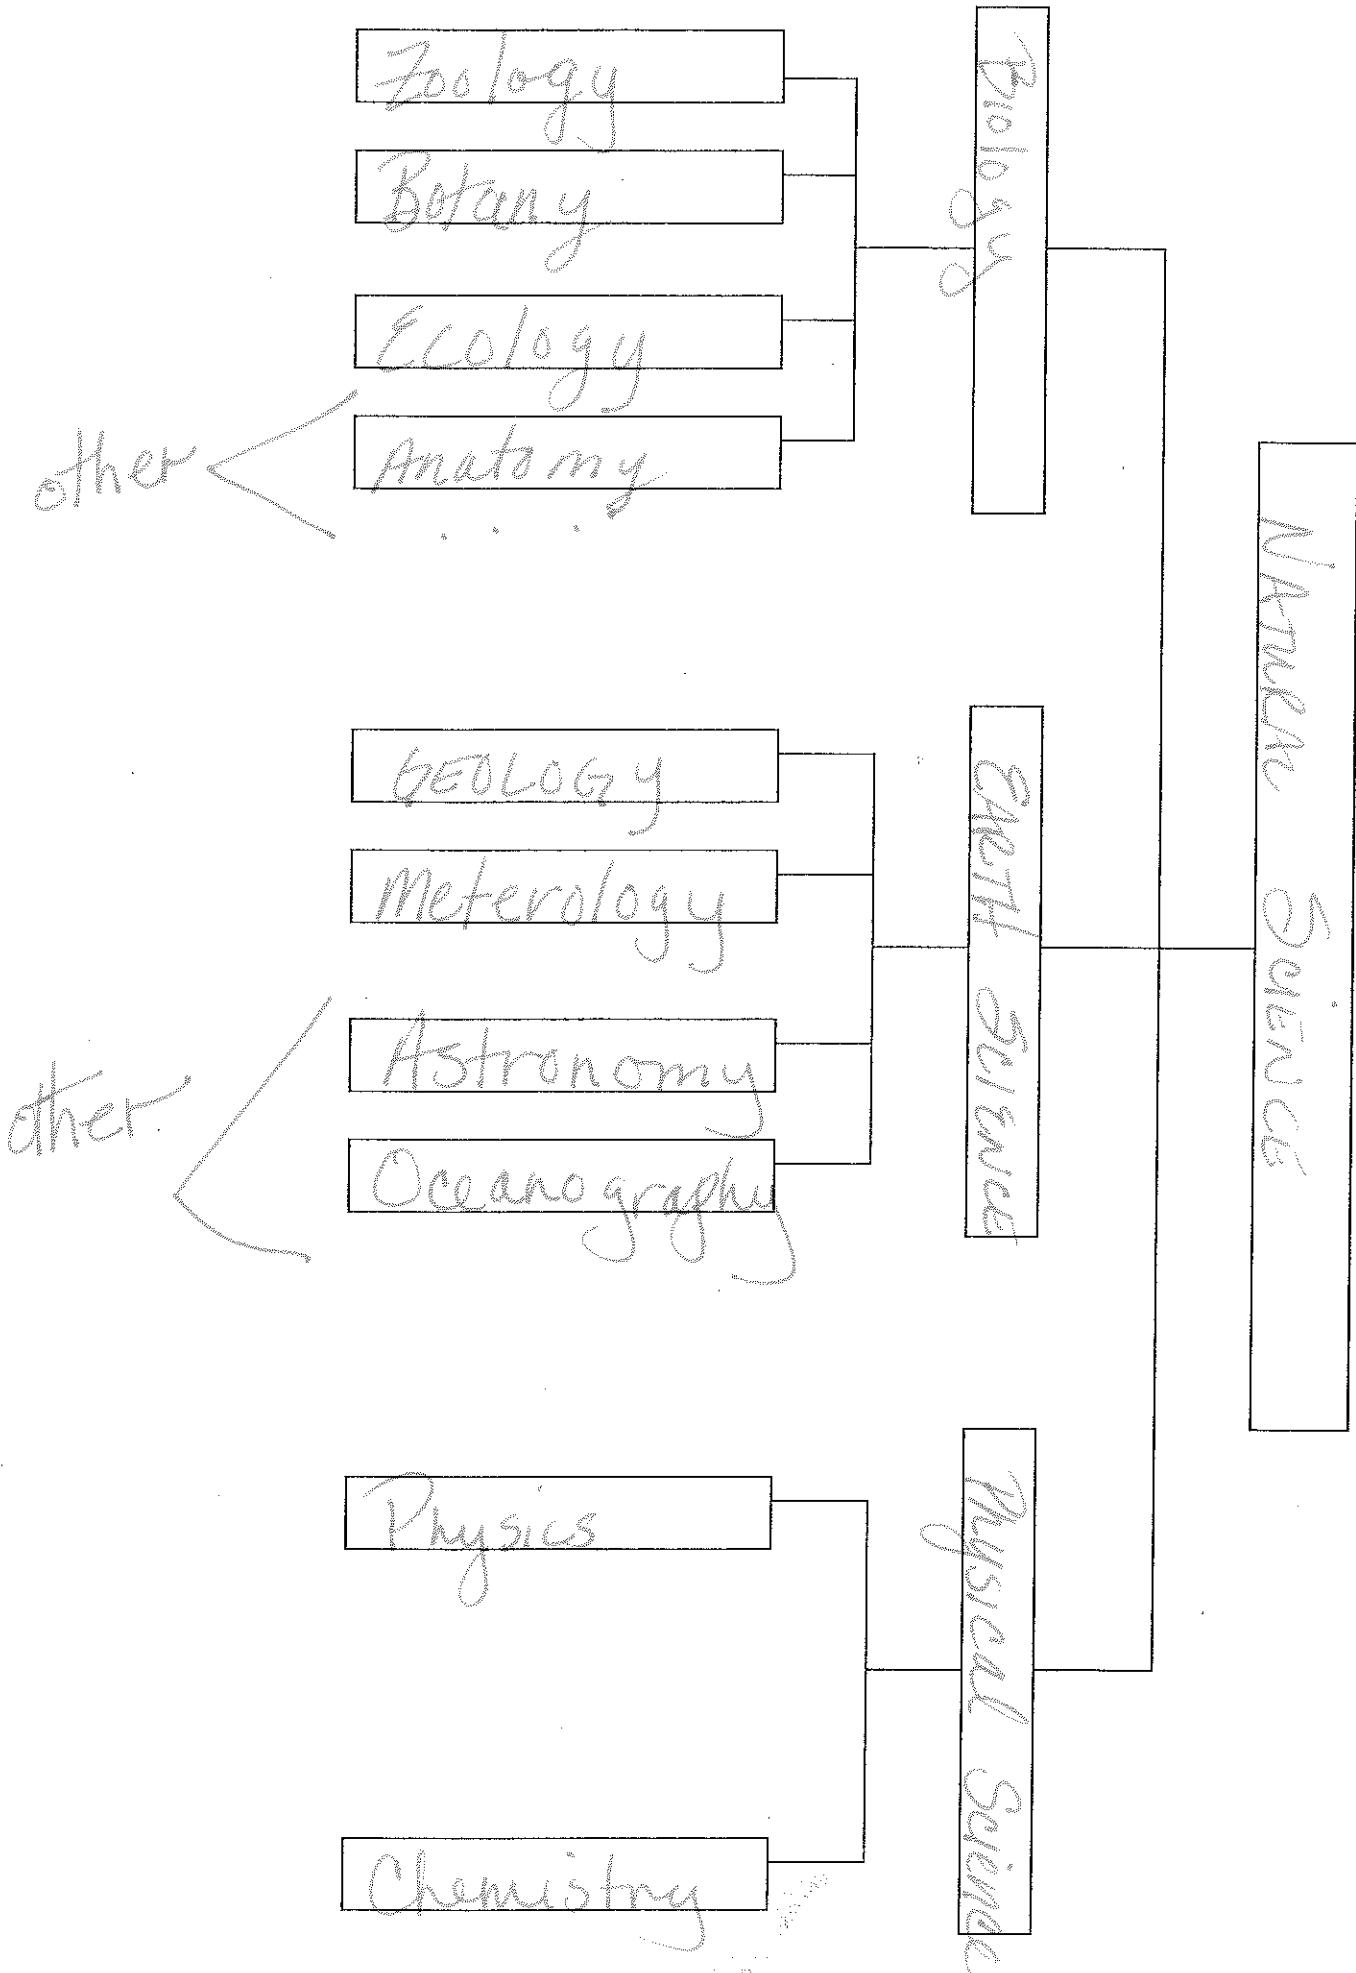 Zoology
Botany
Ecology
other
Anatomy
. . .
Biology
GEOLOGY
Meterology
Astronomy
other
Oceanography
EARTH SCIENCE
Physics
Chemistry
Physical Science
NATURAL SCIENCE